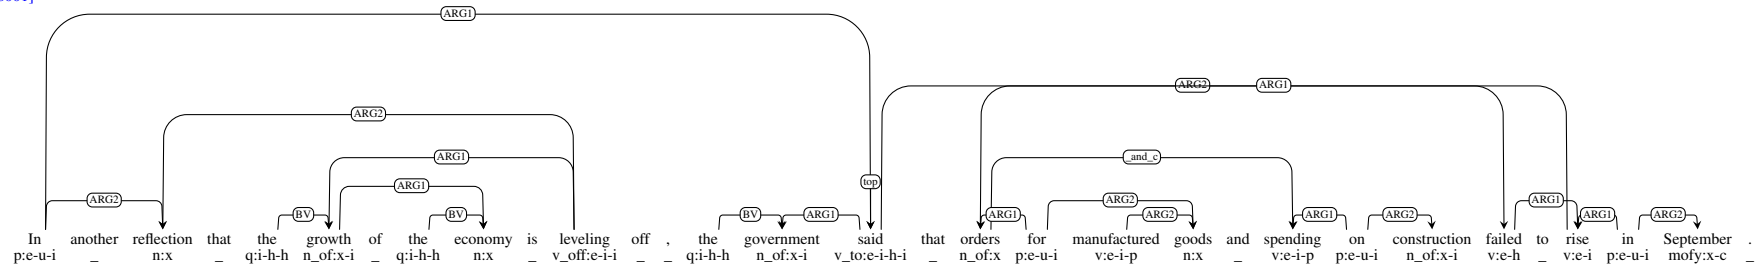 0001]
ARG1
ARG2 ARG1
ARG2
ARG1 _and_c
top
ARG1
ARG2 ARG2 ARG1
BV BV BV ARG1 ARG1 ARG2 ARG1 ARG2 ARG1 ARG2
In another reflection that the growth of the economy is leveling off , the government said that orders for manufactured goods and spending on construction failed to rise in September .
p:e-u-i _ n:x _ q:i-h-h n_of:x-i _ q:i-h-h n:x _ v_off:e-i-i _ _ q:i-h-h n_of:x-i v_to:e-i-h-i _ n_of:x p:e-u-i v:e-i-p n:x _ v:e-i-p p:e-u-i n_of:x-i v:e-h _ v:e-i p:e-u-i mofy:x-c _